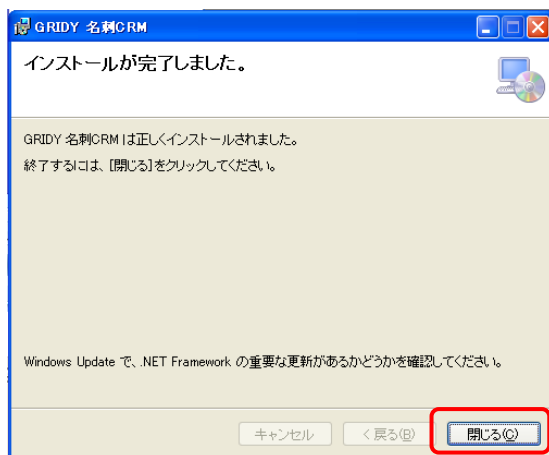 GRIDY 名刺CRM
インストールが完了しました。
GRIDY 名刺CRM は正しくインストールされました。
終了するには、[閉じる]をクリックしてください。
Windows Update で、.NET Framework の重要な更新があるかどうかを確認してください。
キャンセル
< 戻る(B)
閉じる(C)